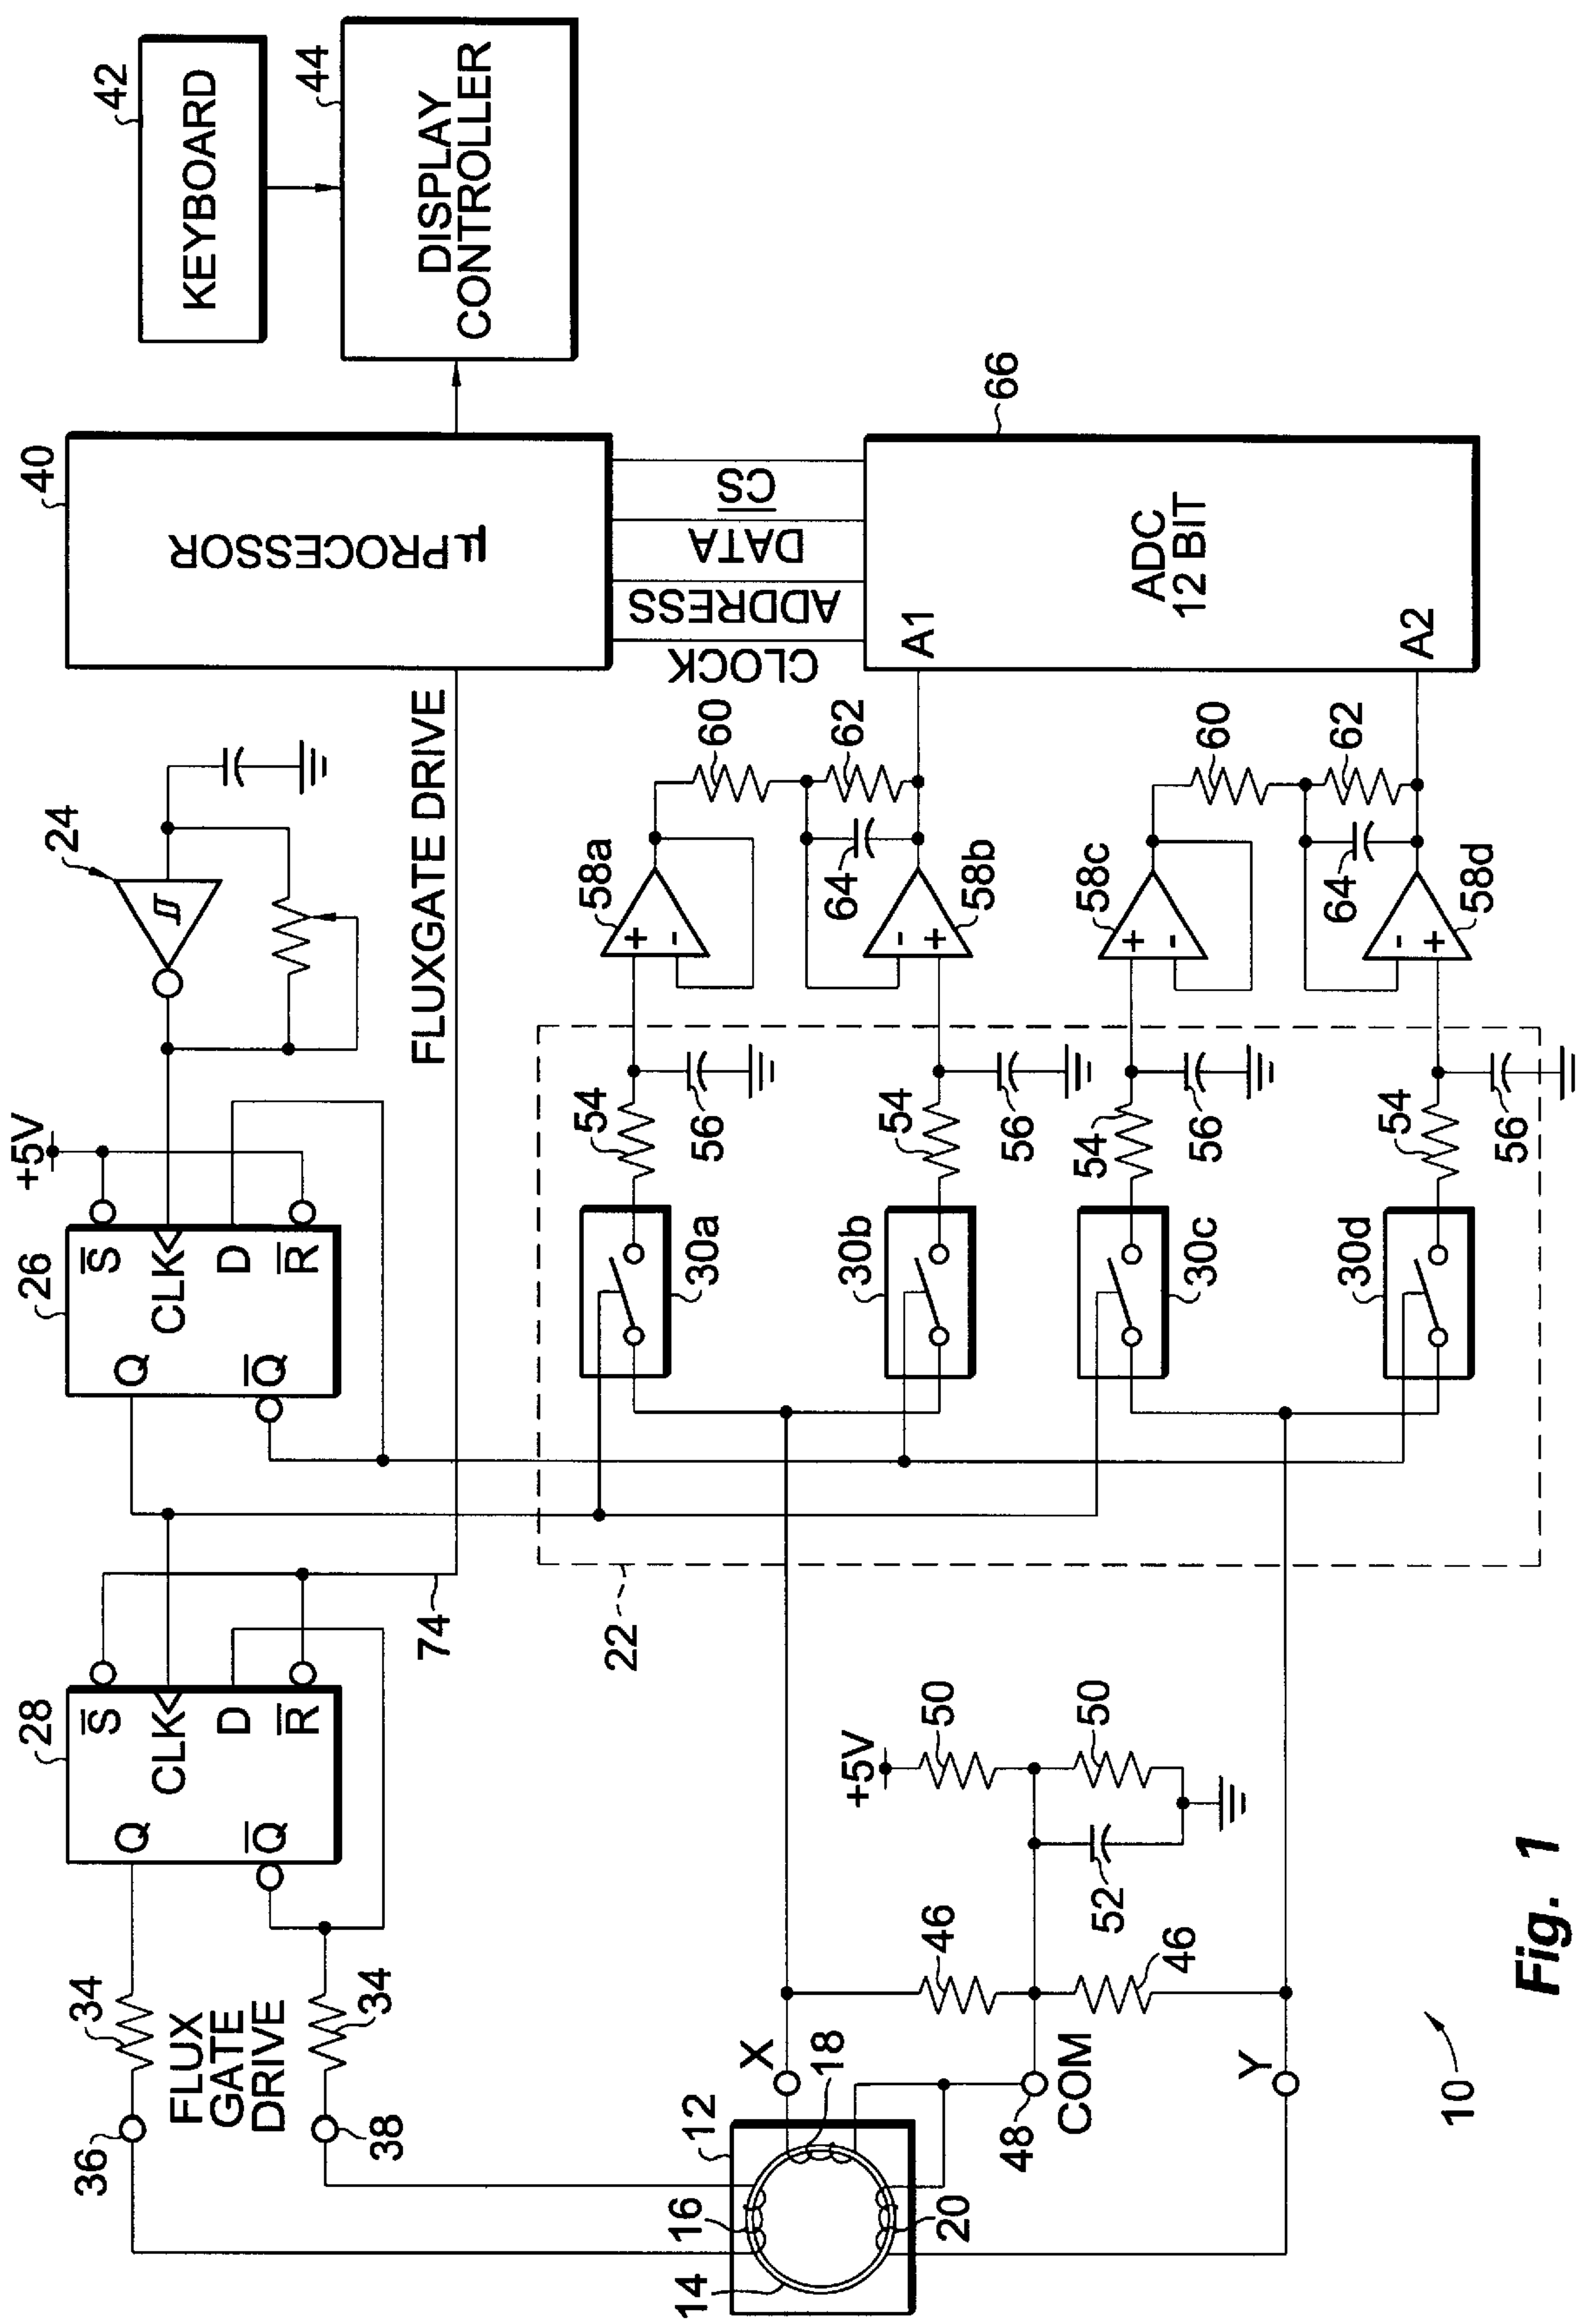 42
KEYBOARD
44
DISPLAY
CONTROLLER
40
µPROCESSOR
CLOCK
ADDRESS
DATA
CS
66
ADC
12 BIT
A1
A2
24
+5V
26
S
CLK
D
R
Q
Q
FLUXGATE DRIVE
74
28
S
CLK
D
R
Q
Q
34
34
FLUX
GATE
DRIVE
36
38
22
30a
30b
30c
30d
54
56
54
56
54
56
54
56
58a
58b
58c
58d
60
62
64
60
62
64
+5V
50
50
52
46
46
X
COM
48
Y
12
14
16
18
20
10
Fig. 1